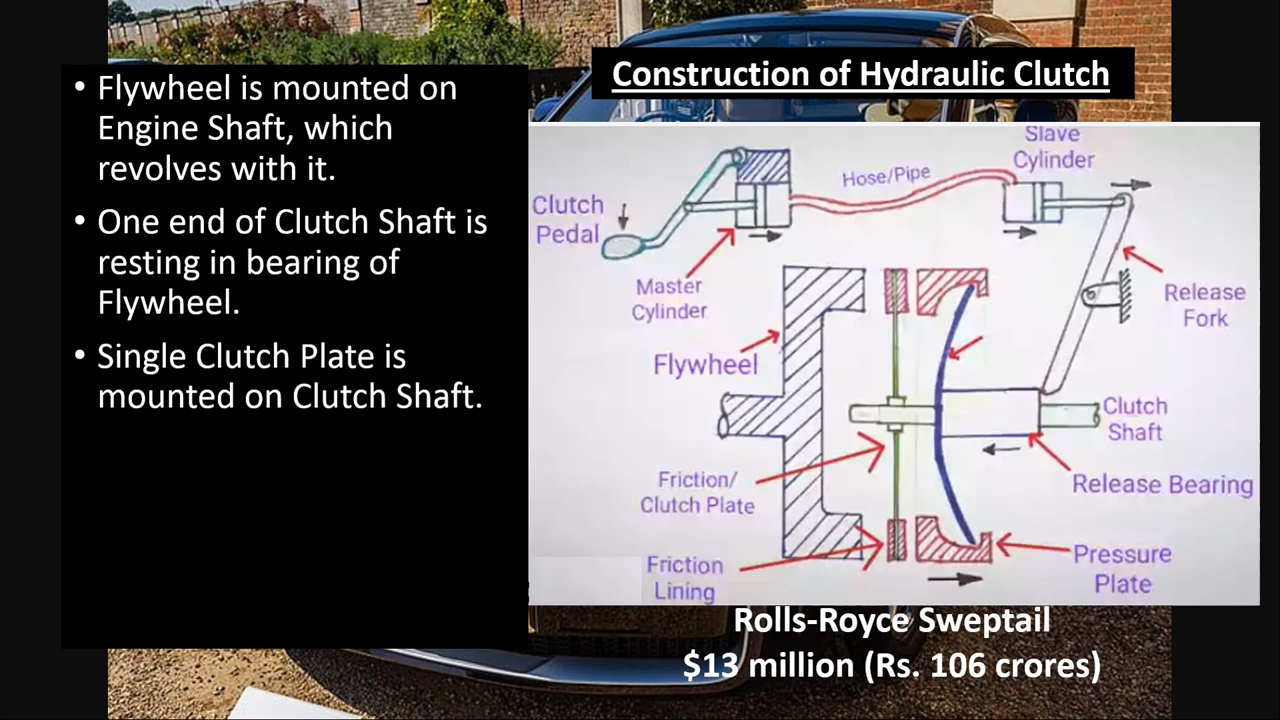 Construction of Hydraulic Clutch
• Flywheel is mounted on
Engine Shaft, which
revolves with it.
• One end of Clutch Shaft is
resting in bearing of
Flywheel.
• Single Clutch Plate is
mounted on Clutch Shaft.
Slave
Cylinder
Hose/Pipe
Clutch
Pedal
Master
Cylinder
Release
Fork
Flywheel
Clutch
Shaft
Friction/
Clutch Plate
Release Bearing
Friction
Lining
Pressure
Plate
Rolls-Royce Sweptail
$13 million (Rs. 106 crores)